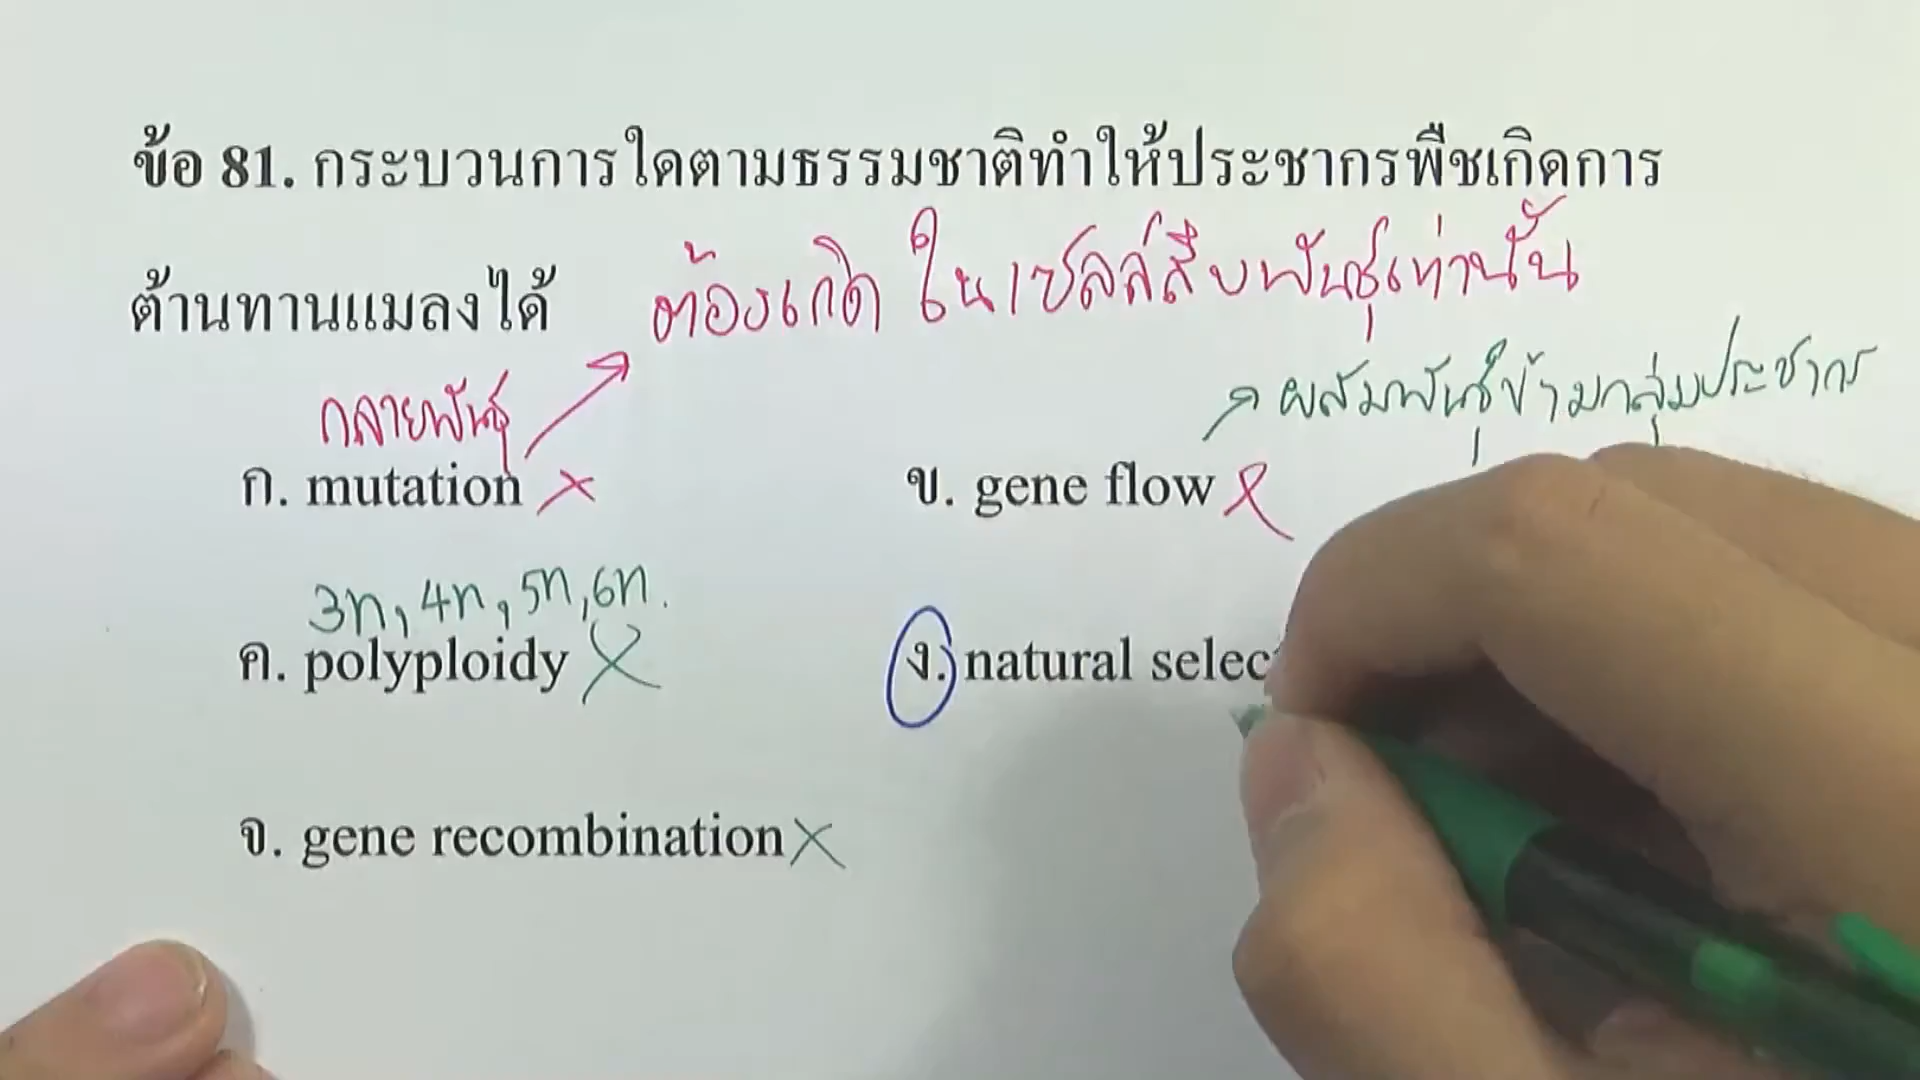 ข้อ 81. กระบวนการใดตามธรรมชาติทำให้ประชากรพืชเกิดการ
ต้านทานแมลงได้
ต้องเกิด ในเซลล์สืบพันธุ์เท่านั้น
กลายพันธุ์
ผสมพันธุ์ข้ามกลุ่มประชากร
ก. mutation
ข. gene flow
3n, 4n, 5n, 6n.
ค. polyploidy
ง. natural selec
จ. gene recombination